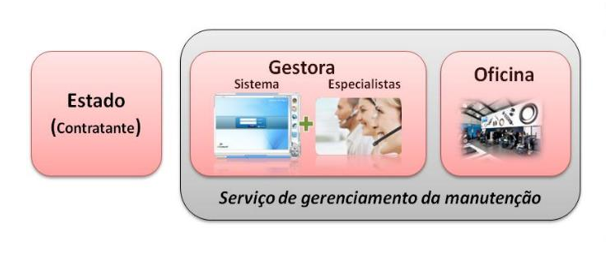 Estado
(Contratante)
Gestora
Sistema
Especialistas
Oficina
Serviço de gerenciamento da manutenção